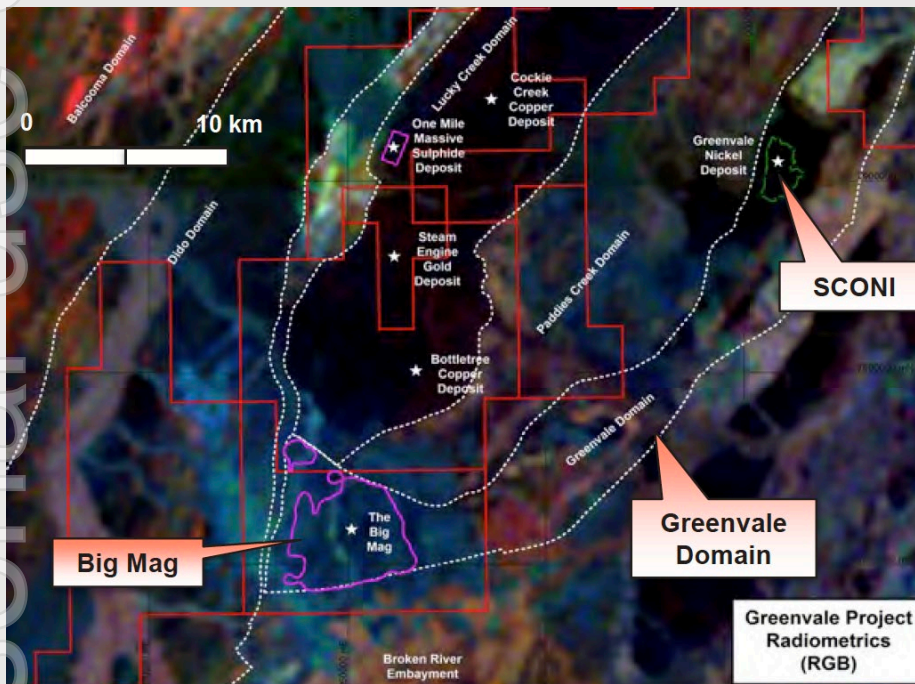 Balcooma Domain
0 10 km
Dido Domain
Lucky Creek Domain
Cockie
Creek
Copper
Deposit
One Mile
Massive
Sulphide
Deposit
Greenvale
Nickel
Deposit
SCONI
Steam
Engine
Gold
Deposit
Paddies Creek Domain
Bottletree
Copper
Deposit
Greenvale Domain
Greenvale
Domain
The
Big
Mag
Big Mag
Greenvale Project
Radiometrics
(RGB)
Broken River
Embayment